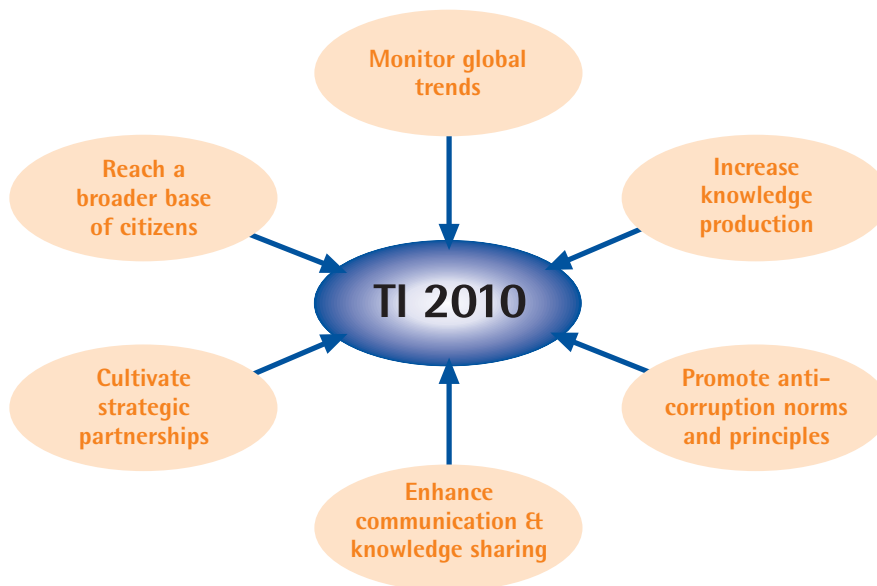 Monitor global
trends
Reach a
broader base
of citizens
Increase
knowledge
production
TI 2010
Cultivate
strategic
partnerships
Promote anti-
corruption norms
and principles
Enhance
communication &
knowledge sharing